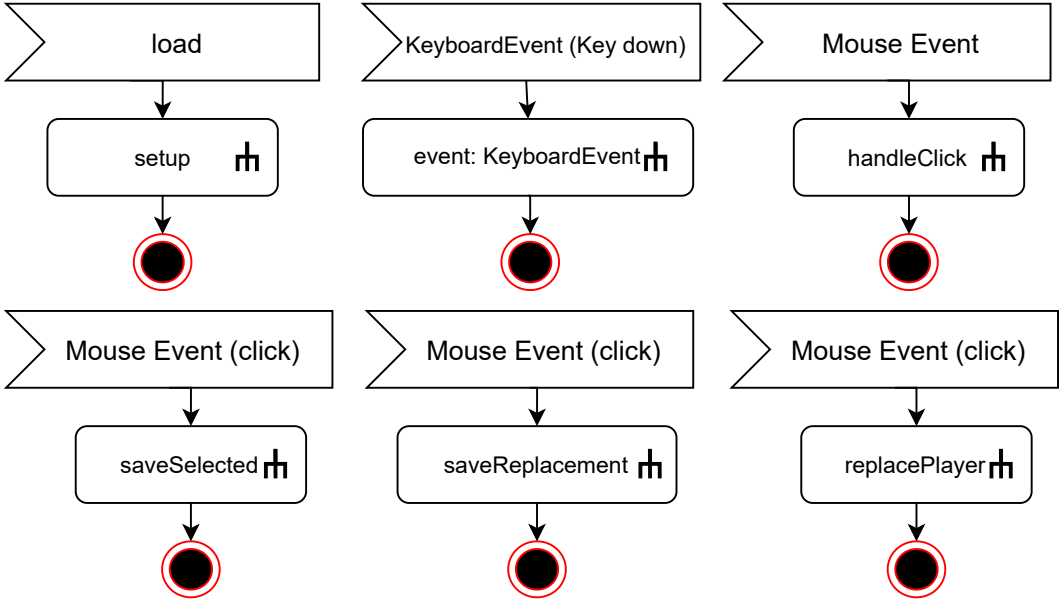 load
KeyboardEvent (Key down)
Mouse Event
setup
event: KeyboardEvent
handleClick
Mouse Event (click)
Mouse Event (click)
Mouse Event (click)
saveSelected
saveReplacement
replacePlayer